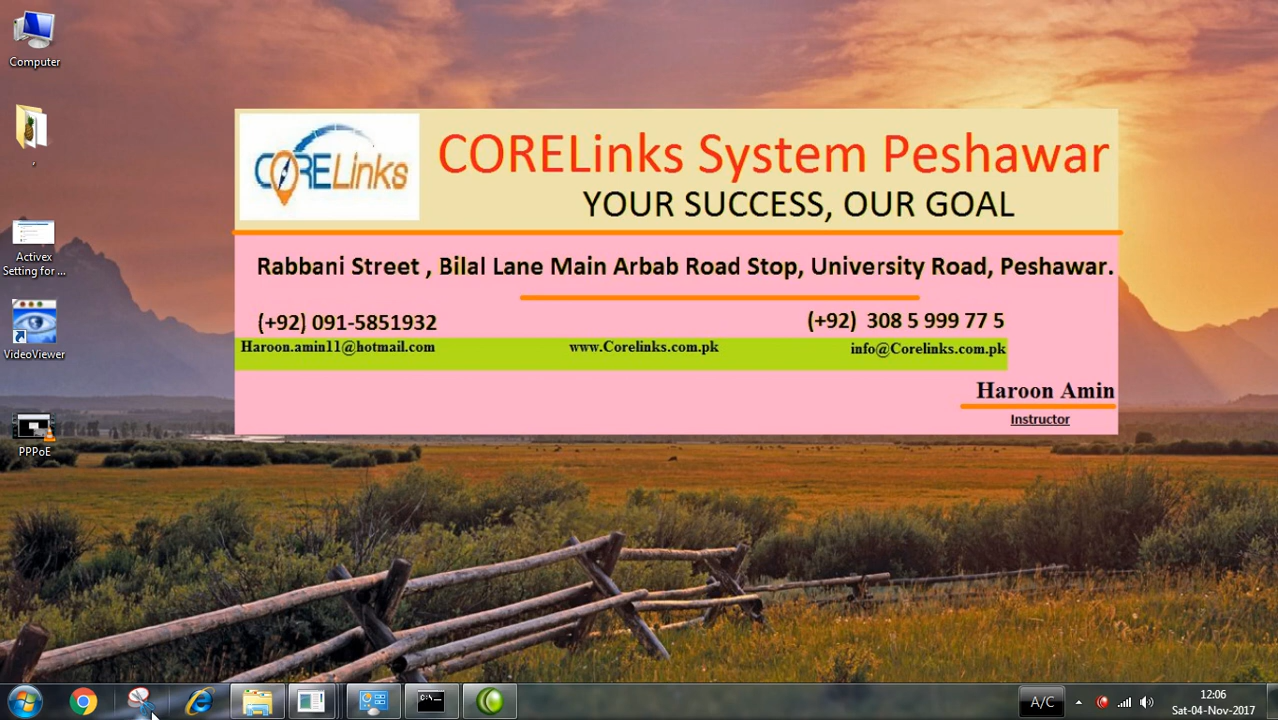 Computer
.
Activex
Setting for ...
VideoViewer
PPPoE
CORELinks
CORELinks System Peshawar
YOUR SUCCESS, OUR GOAL
Rabbani Street , Bilal Lane Main Arbab Road Stop, University Road, Peshawar.
(+92) 091-5851932
(+92) 308 5 999 77 5
Haroon.amin11@hotmail.com
www.Corelinks.com.pk
info@Corelinks.com.pk
Haroon Amin
Instructor
A/C
12:06
Sat-04-Nov-2017